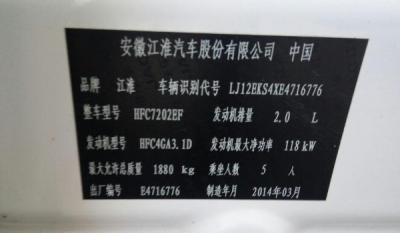 安徽江淮汽车股份有限公司 中国
品牌 江淮 车辆识别代号 LJ12EKS4XE4716776
整车型号 HFC7202EF 发动机排量 2.0 L
发动机型号 HFC4GA3.1D 发动机最大净功率 118 kW
最大允许总质量 1880 kg 乘坐人数 5 人
出厂编号 E4716776 制造年月 2014年03月